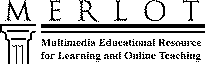 MERLOT
Multimedia Educational Resource
for Learning and Online Teaching